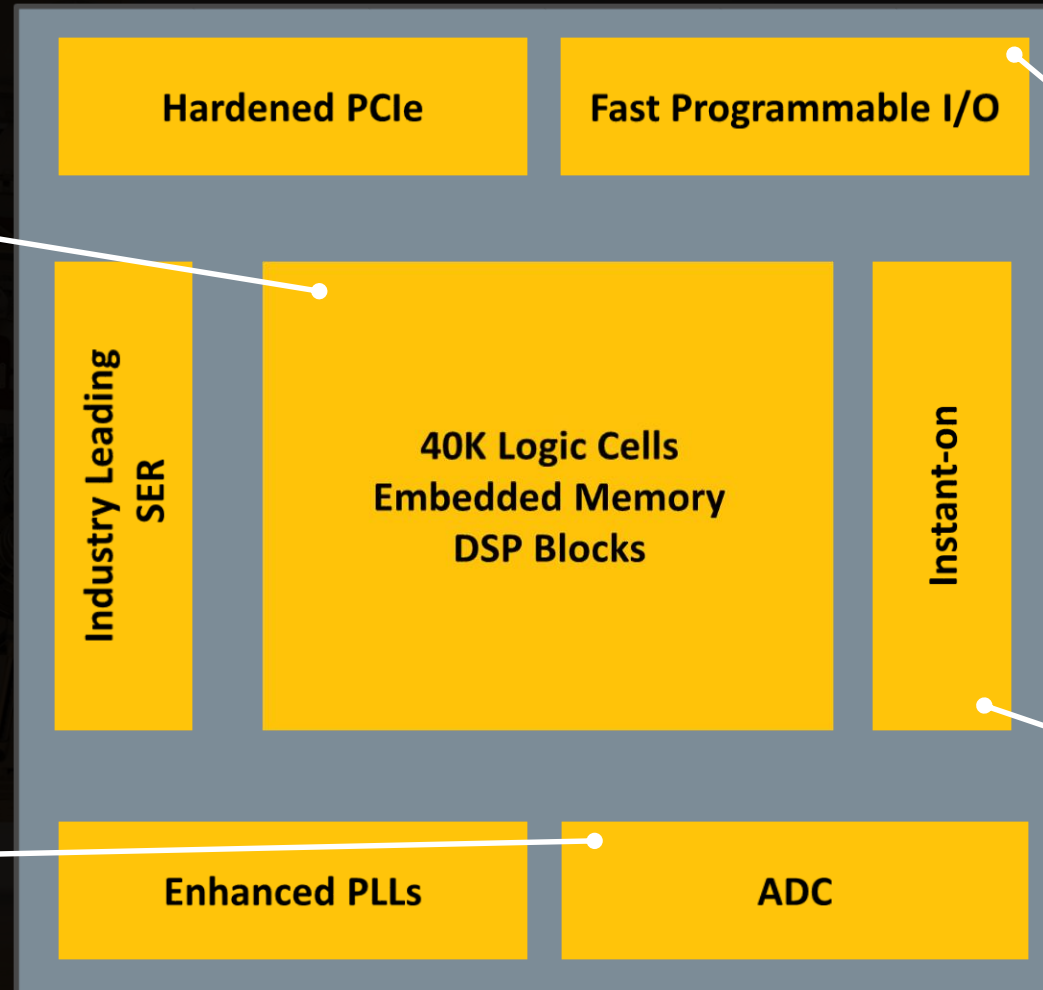 Hardened PCIe
Fast Programmable I/O
Industry Leading
SER
40K Logic Cells
Embedded Memory
DSP Blocks
Instant-on
Enhanced PLLs
ADC